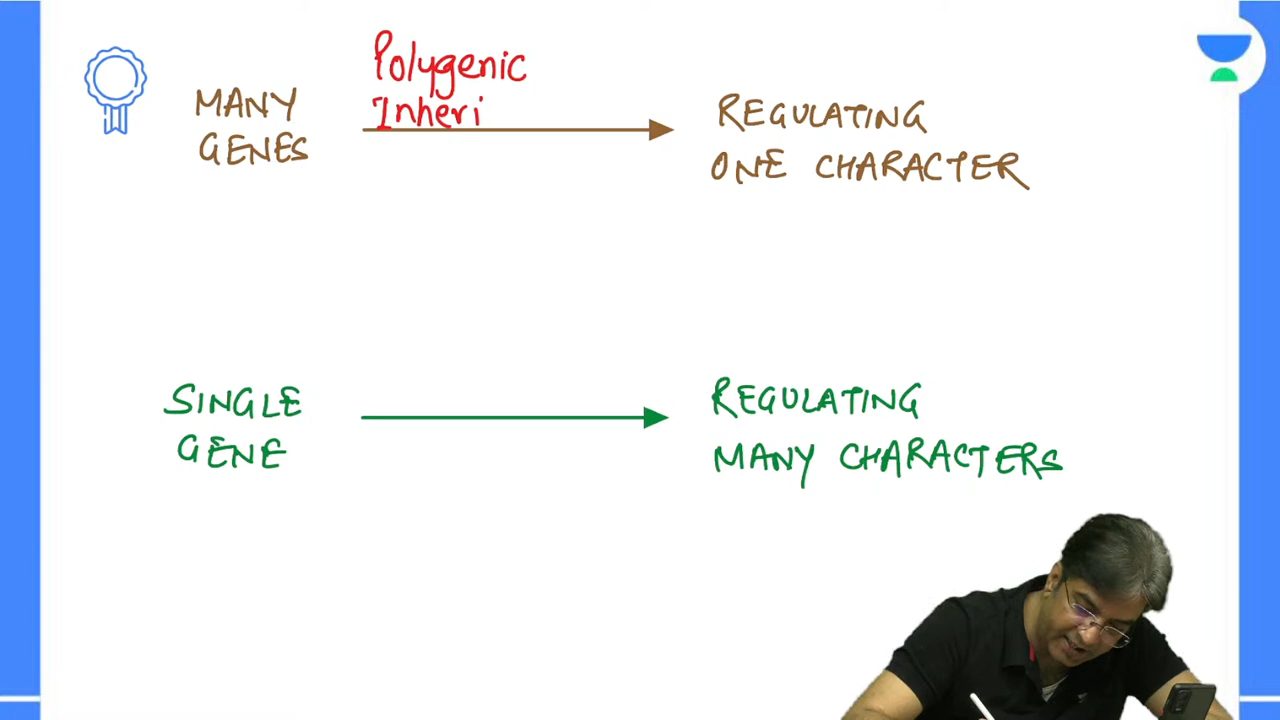 Polygenic
Inheri
MANY
GENES
REGULATING
ONE CHARACTER
SINGLE
GENE
REGULATING
MANY CHARACTERS